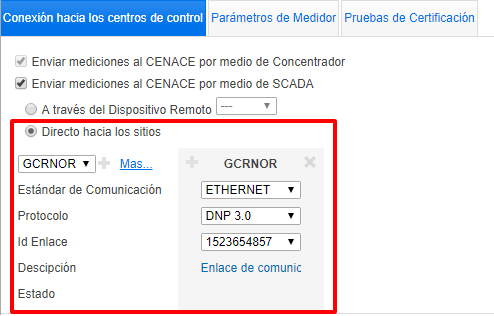 Conexión hacia los centros de control
Parámetros de Medidor
Pruebas de Certificación
Enviar mediciones al CENACE por medio de Concentrador
Enviar mediciones al CENACE por medio de SCADA
A través del Dispositivo Remoto ---
Directo hacia los sitios
GCRNOR Mas... GCRNOR
Estándar de Comunicación ETHERNET
Protocolo DNP 3.0
Id Enlace 1523654857
Descipción Enlace de comunic
Estado